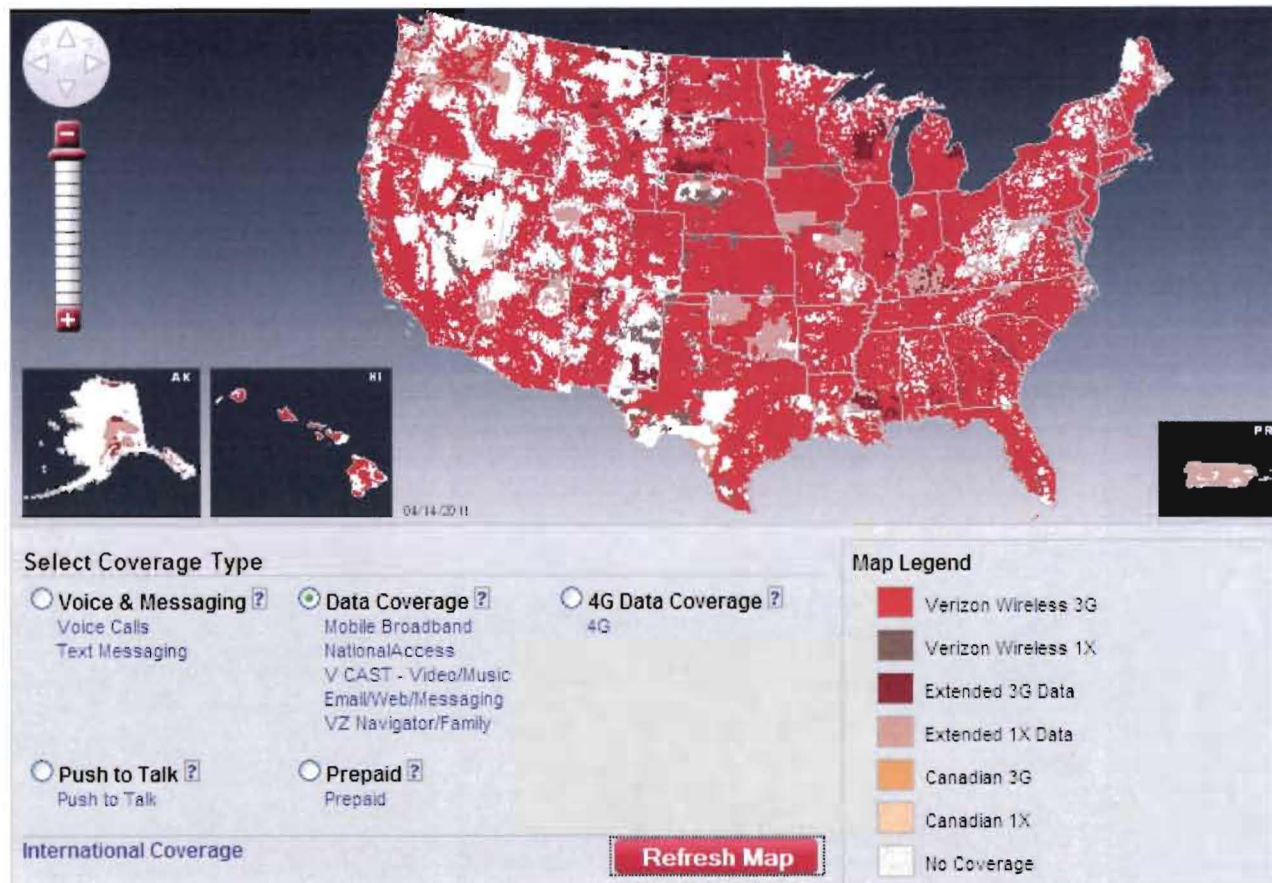 AK
HI
04/14/2011
PR
Select Coverage Type
Voice & Messaging ?
Voice Calls
Text Messaging
Data Coverage ?
Mobile Broadband
NationalAccess
V CAST - Video/Music
Email/Web/Messaging
VZ Navigator/Family
4G Data Coverage ?
4G
Push to Talk ?
Push to Talk
Prepaid ?
Prepaid
International Coverage
Refresh Map
Map Legend
Verizon Wireless 3G
Verizon Wireless 1X
Extended 3G Data
Extended 1X Data
Canadian 3G
Canadian 1X
No Coverage